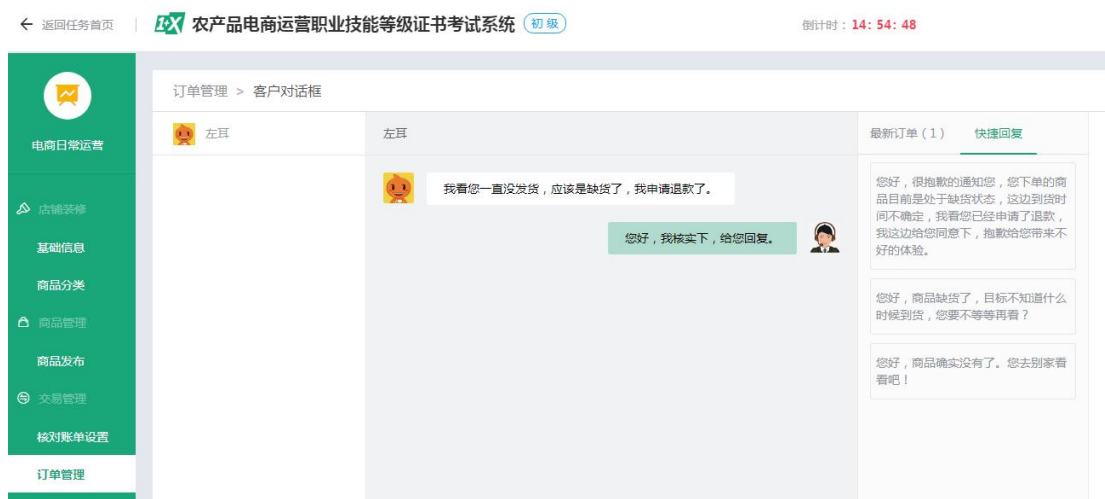 返回任务首页
1+X 农产品电商运营职业技能等级证书考试系统 初级
倒计时：14: 54: 48
电商日常运营
店铺装修
基础信息
商品分类
商品管理
商品发布
交易管理
核对账单设置
订单管理
订单管理 > 客户对话框
左耳
左耳
我看您一直没发货，应该是缺货了，我申请退款了。
您好，我核实下，给您回复。
最新订单（1） 快捷回复
您好，很抱歉的通知您，您下单的商
品目前是处于缺货状态，这边到货时
间不确定，我看您已经申请了退款，
我这边给您同意下，抱歉给您带来不
好的体验。
您好，商品缺货了，目标不知道什么
时候到货，您要不等等再看？
您好，商品确实没有了。您去别家看
看吧！